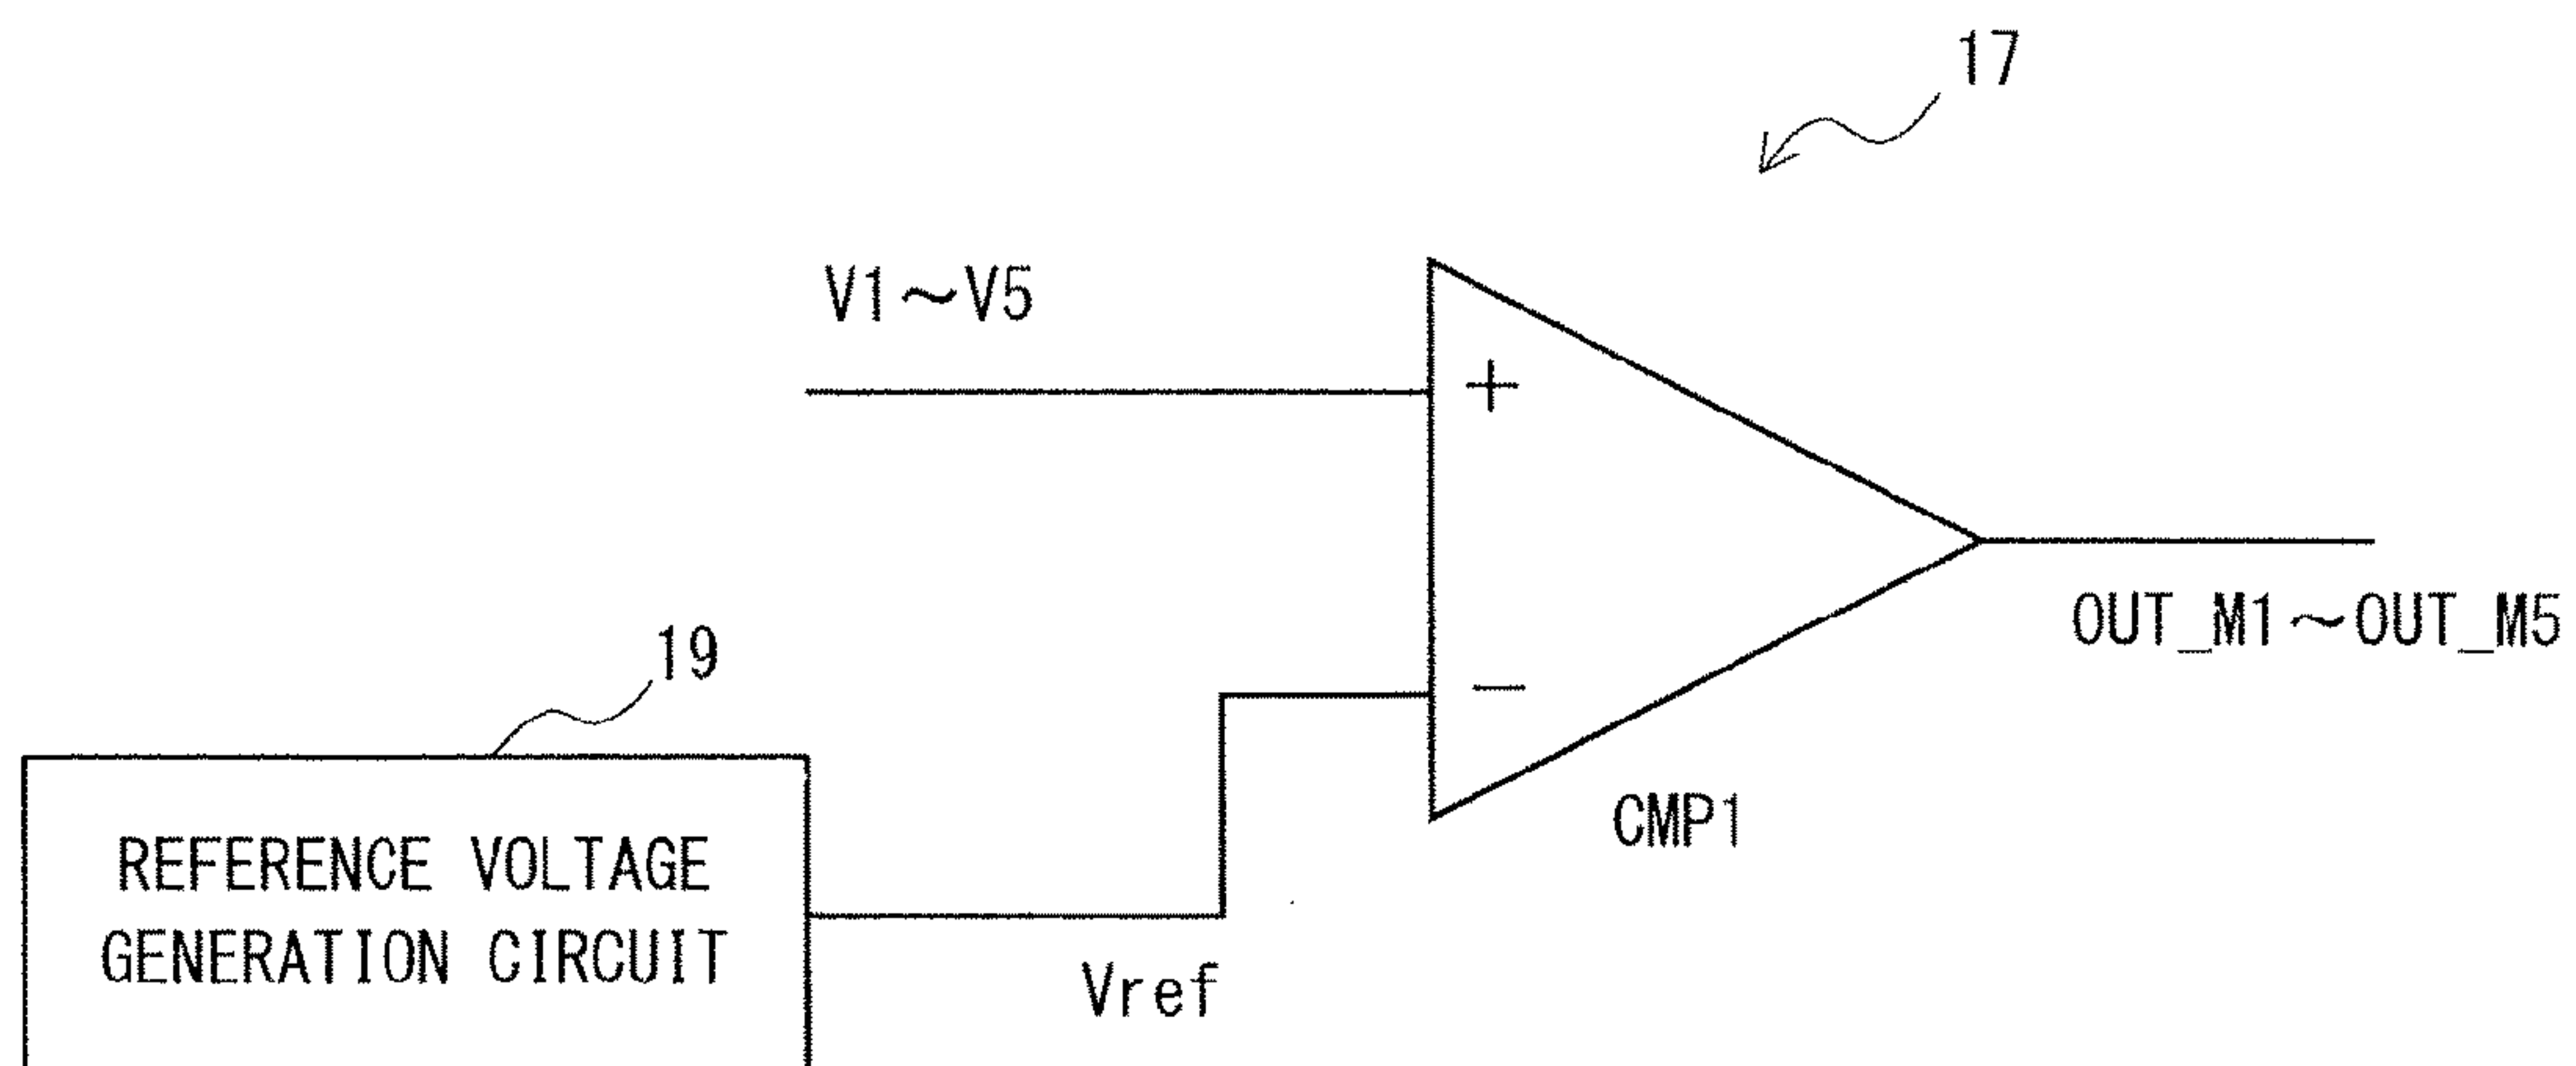 17
V1～V5
+
OUT_M1～OUT_M5
19
−
CMP1
REFERENCE VOLTAGE
GENERATION CIRCUIT
Vref